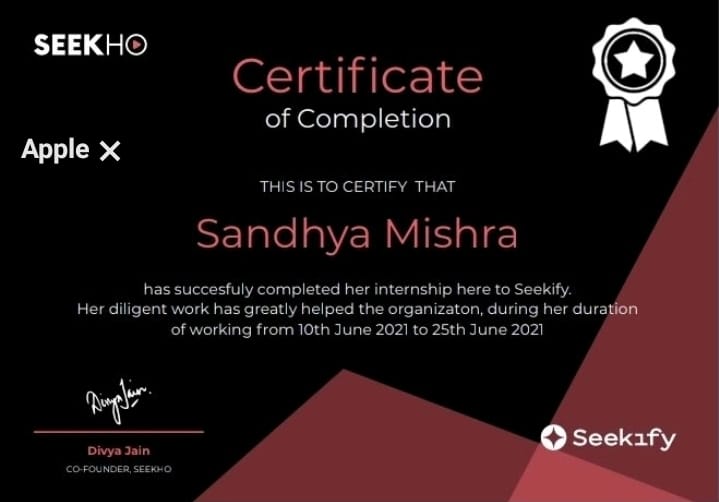 SEEKHO
Certificate
of Completion
Apple ×
THIS IS TO CERTIFY THAT
Sandhya Mishra
has succesfuly completed her internship here to Seekify.
Her diligent work has greatly helped the organizaton, during her duration
of working from 10th June 2021 to 25th June 2021
Divya Jain.
Divya Jain
CO-FOUNDER, SEEKHO
Seekify